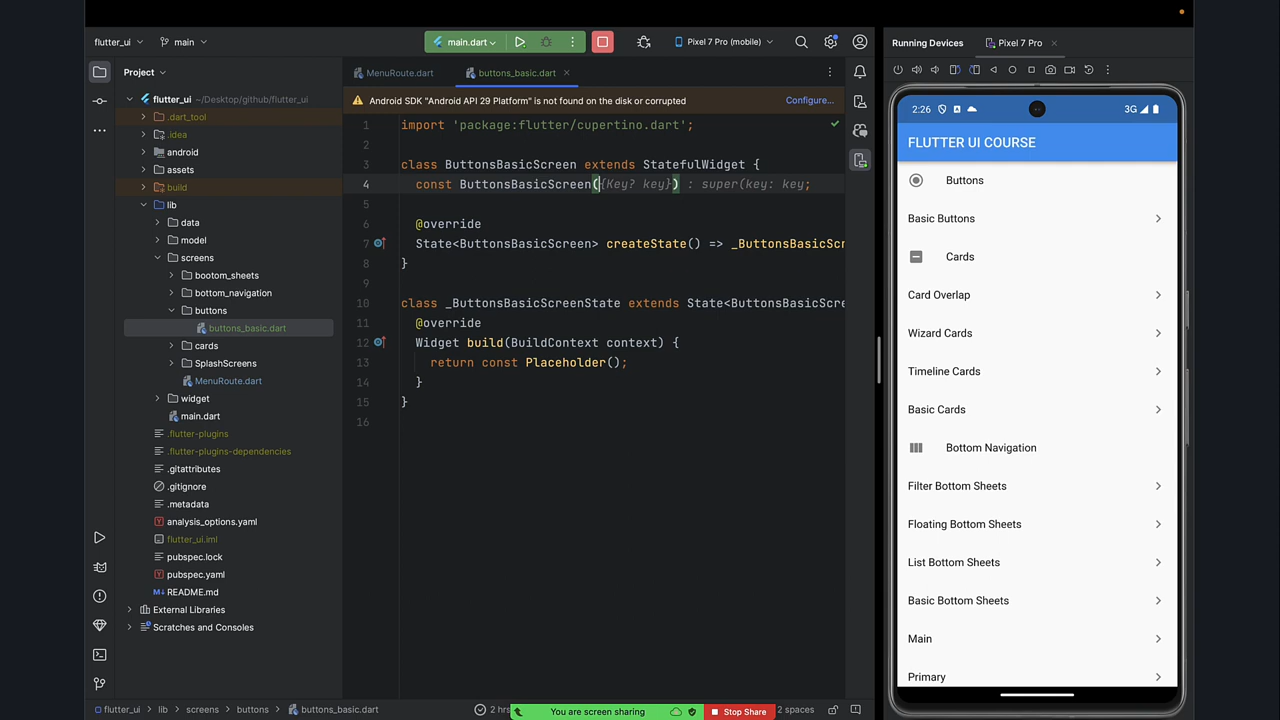 flutter_ui
main
main.dart
Pixel 7 Pro (mobile)
Running Devices
Pixel 7 Pro
Project
MenuRoute.dart
buttons_basic.dart
flutter_ui ~/Desktop/github/flutter_ui
.dart_tool
.idea
android
assets
build
lib
data
model
screens
bootom_sheets
bottom_navigation
buttons
buttons_basic.dart
cards
SplashScreens
MenuRoute.dart
widget
main.dart
.flutter-plugins
.flutter-plugins-dependencies
.gitattributes
.gitignore
.metadata
analysis_options.yaml
flutter_ui.iml
pubspec.lock
pubspec.yaml
README.md
External Libraries
Scratches and Consoles
Android SDK "Android API 29 Platform" is not found on the disk or corrupted
Configure...
1 import 'package:flutter/cupertino.dart';
2
3 class ButtonsBasicScreen extends StatefulWidget {
4 const ButtonsBasicScreen({Key? key}) : super(key: key;
6 @override
7 State<ButtonsBasicScreen> createState() => _ButtonsBasicScr
8 }
9
10 class _ButtonsBasicScreenState extends State<ButtonsBasicScre
11 @override
12 Widget build(BuildContext context) {
13 return const Placeholder();
14 }
15 }
16
2:26
3G
FLUTTER UI COURSE
Buttons
Basic Buttons
Cards
Card Overlap
Wizard Cards
Timeline Cards
Basic Cards
Bottom Navigation
Filter Bottom Sheets
Floating Bottom Sheets
List Bottom Sheets
Basic Bottom Sheets
Main
Primary
flutter_ui
lib
screens
buttons
buttons_basic.dart
2 hrs
You are screen sharing
Stop Share
2 spaces